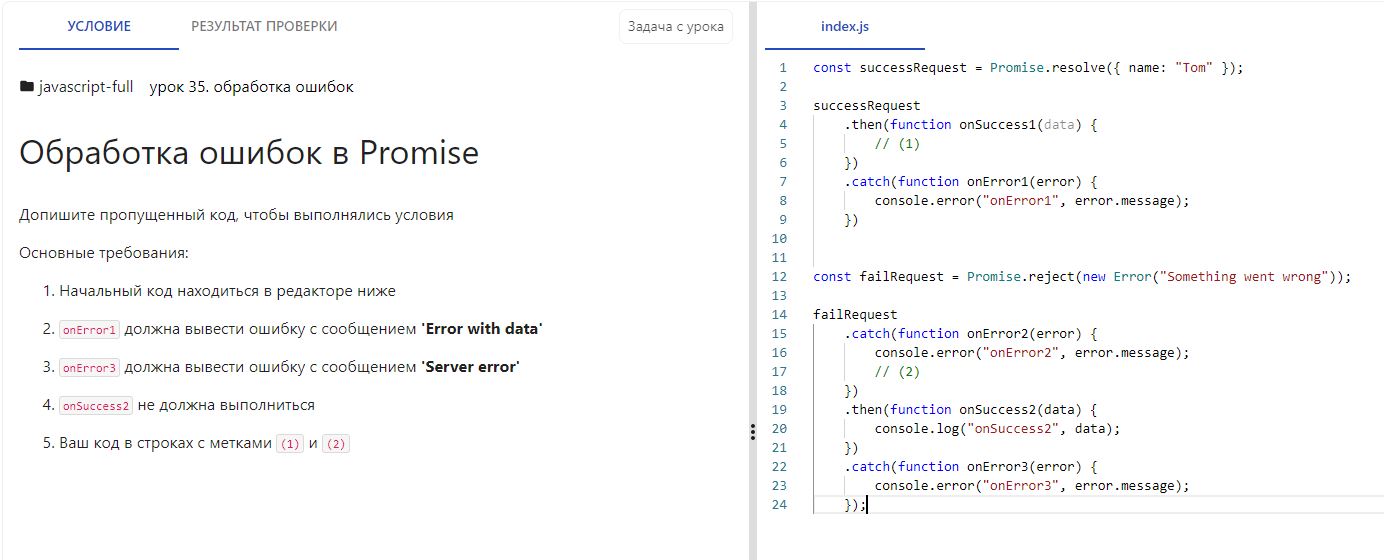 УСЛОВИЕ РЕЗУЛЬТАТ ПРОВЕРКИ Задача с урока
javascript-full урок 35. обработка ошибок
Обработка ошибок в Promise
Допишите пропущенный код, чтобы выполнялись условия
Основные требования:
1. Начальный код находиться в редакторе ниже
2. onError1 должна вывести ошибку с сообщением 'Error with data'
3. onError3 должна вывести ошибку с сообщением 'Server error'
4. onSuccess2 не должна выполниться
5. Ваш код в строках с метками (1) и (2)
index.js
1 const successRequest = Promise.resolve({ name: "Tom" });
2
3 successRequest
4 .then(function onSuccess1(data) {
5 // (1)
6 })
7 .catch(function onError1(error) {
8 console.error("onError1", error.message);
9 })
10
11
12 const failRequest = Promise.reject(new Error("Something went wrong"));
13
14 failRequest
15 .catch(function onError2(error) {
16 console.error("onError2", error.message);
17 // (2)
18 })
19 .then(function onSuccess2(data) {
20 console.log("onSuccess2", data);
21 })
22 .catch(function onError3(error) {
23 console.error("onError3", error.message);
24 });